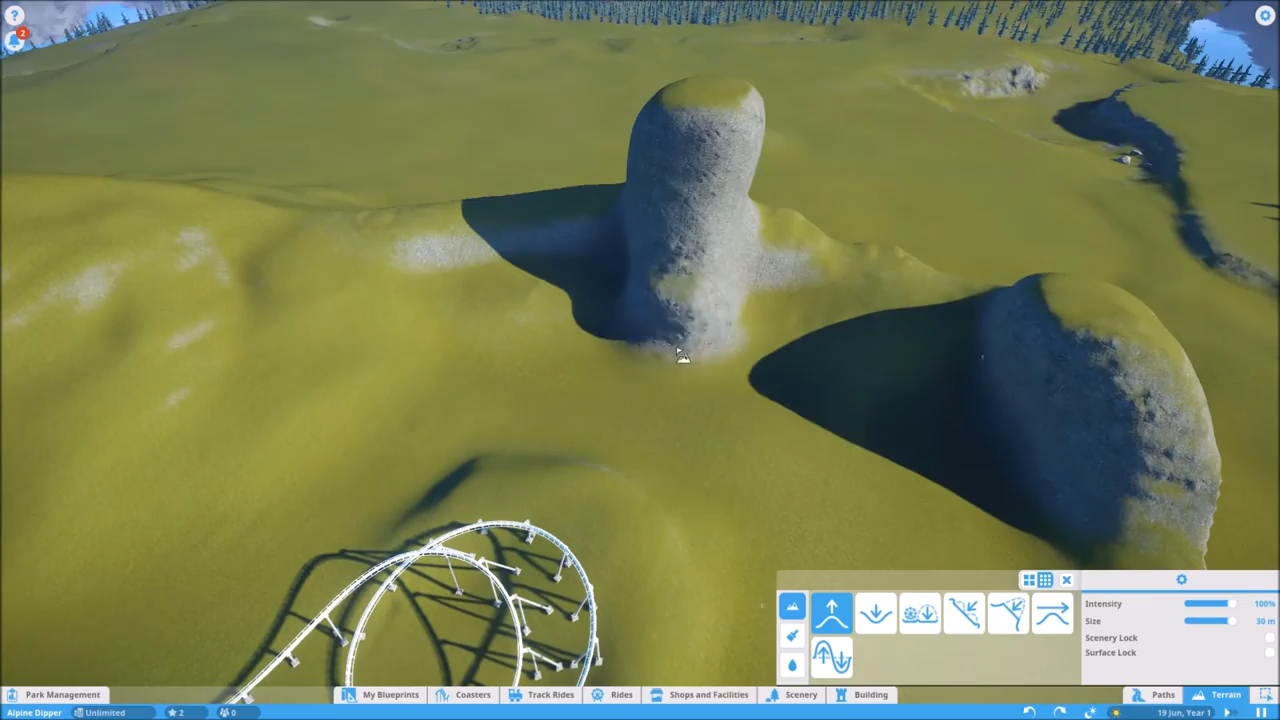 ?
2
Intensity 100%
Size 30 m
Scenery Lock
Surface Lock
Park Management My Blueprints Coasters Track Rides Rides Shops and Facilities Scenery Building Paths Terrain
Alpine Dipper Unlimited 2 0 19 Jun, Year 1